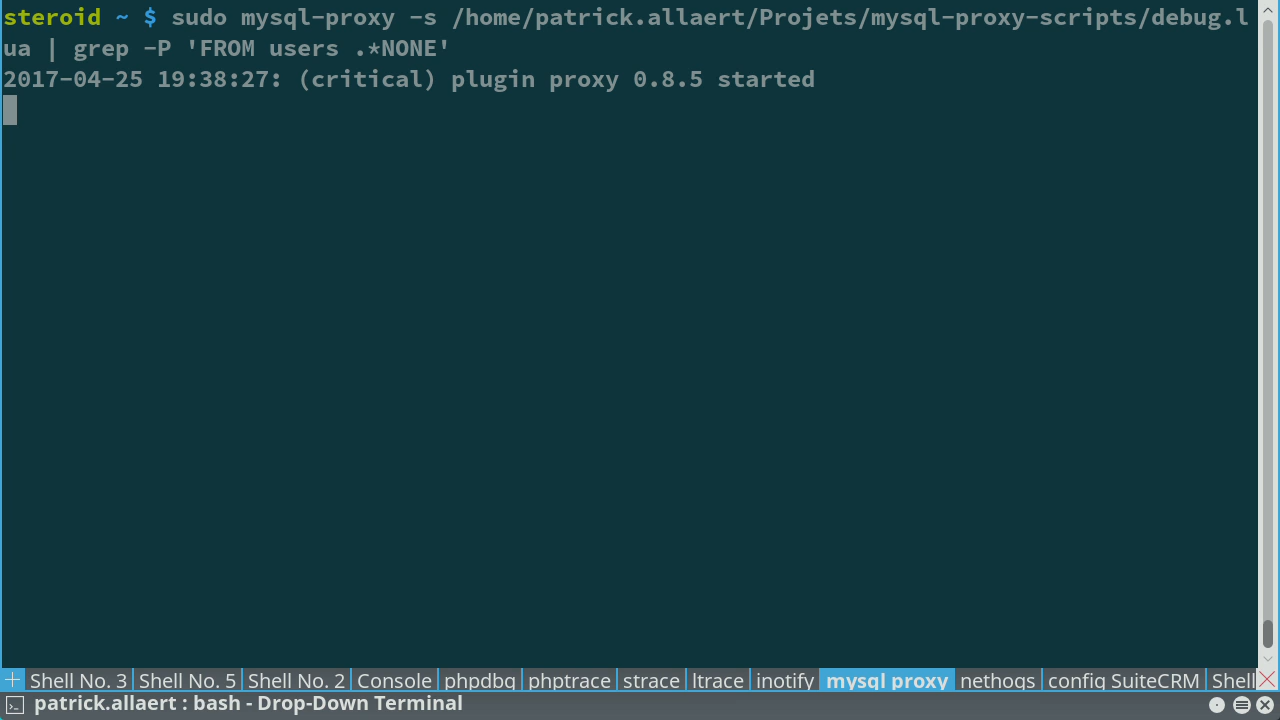 steroid ~ $ sudo mysql-proxy -s /home/patrick.allaert/Projets/mysql-proxy-scripts/debug.l
ua | grep -P 'FROM users .*NONE'
2017-04-25 19:38:27: (critical) plugin proxy 0.8.5 started
Shell No. 3 Shell No. 5 Shell No. 2 Console phpdbg phptrace strace ltrace inotify mysql proxy nethogs config SuiteCRM Shell
patrick.allaert : bash - Drop-Down Terminal